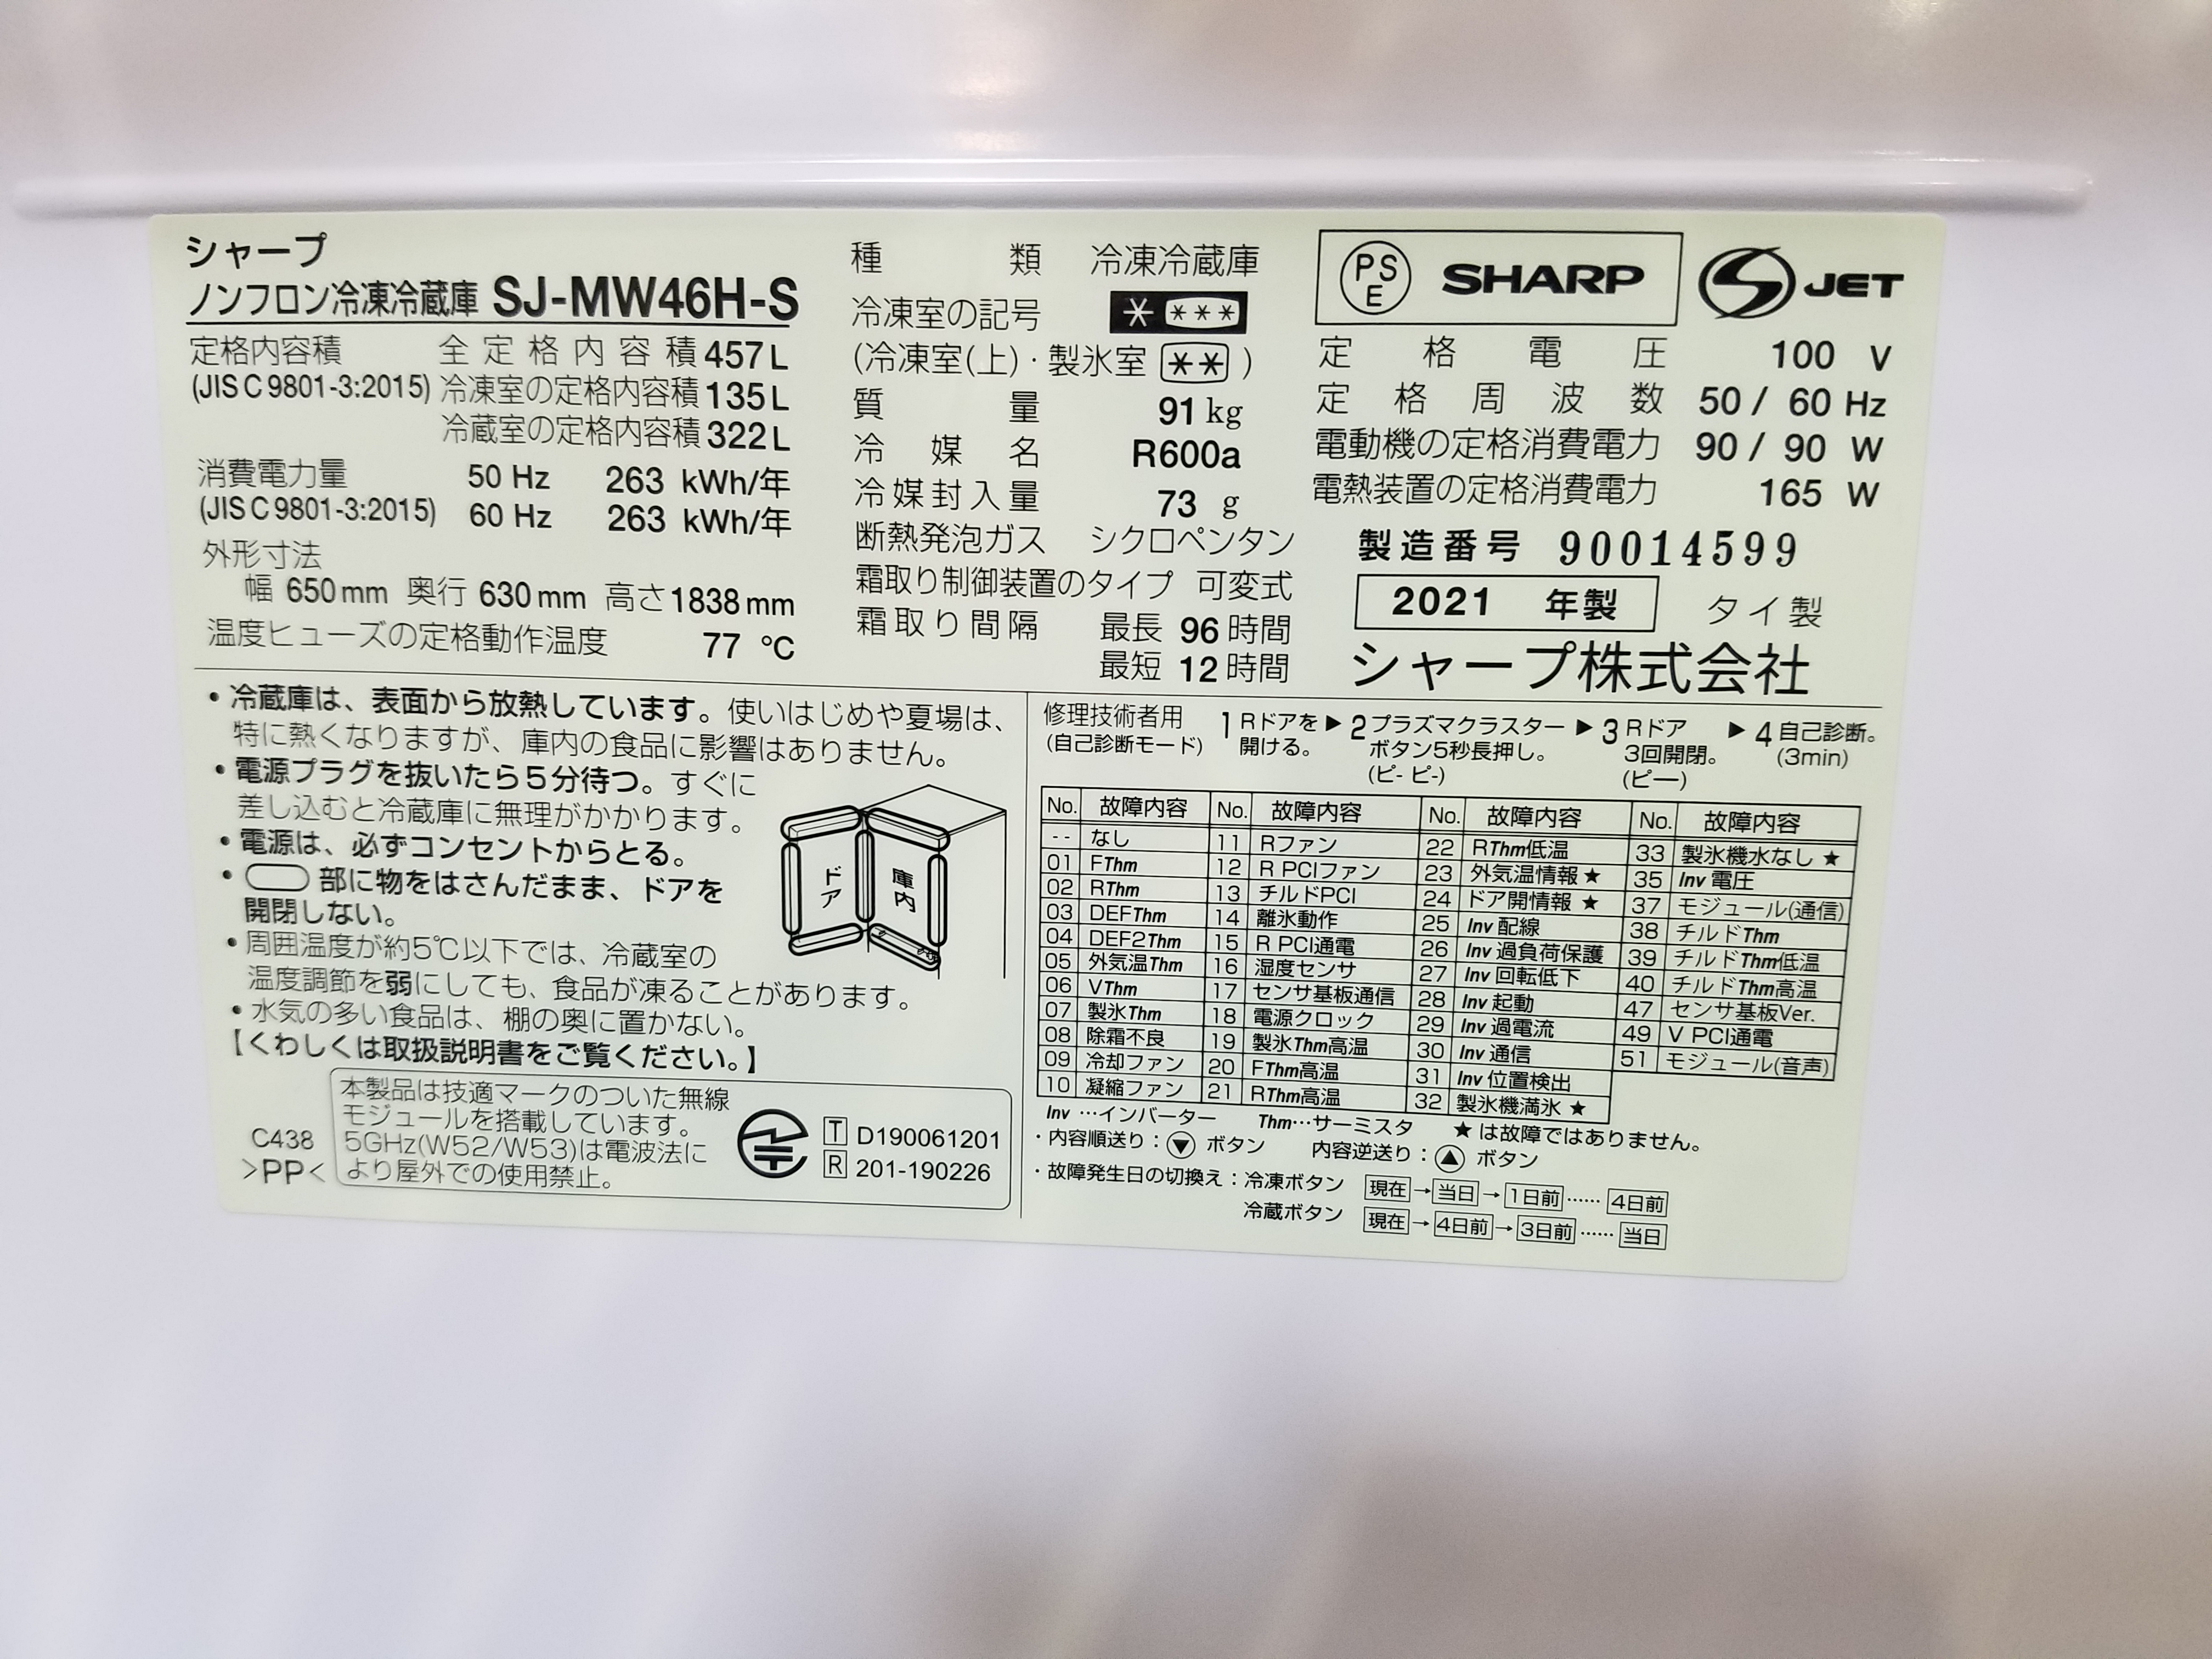 シャープ
ノンフロン冷凍冷蔵庫 SJ-MW46H-S
定格内容積 全定格内容積 457L
(JIS C 9801-3:2015) 冷凍室の定格内容積 135L
冷蔵室の定格内容積 322L
消費電力量 50 Hz 263 kWh/年
(JIS C 9801-3:2015) 60 Hz 263 kWh/年
外形寸法
幅 650mm 奥行 630mm 高さ 1838mm
温度ヒューズの定格動作温度 77 ℃
種類 冷凍冷蔵庫
冷凍室の記号 * ***
(冷凍室(上)・製氷室 ** )
質量 91 kg
冷媒名 R600a
冷媒封入量 73 g
断熱発泡ガス シクロペンタン
霜取り制御装置のタイプ 可変式
霜取り間隔 最長 96 時間
最短 12 時間
PSE SHARP S JET
定格電圧 100 V
定格周波数 50 / 60 Hz
電動機の定格消費電力 90 / 90 W
電熱装置の定格消費電力 165 W
製造番号 90014599
2021 年製 タイ製
シャープ株式会社
・冷蔵庫は、表面から放熱しています。使いはじめや夏場は、
特に熱くなりますが、庫内の食品に影響はありません。
・電源プラグを抜いたら5分待つ。すぐに
差し込むと冷蔵庫に無理がかかります。
・電源は、必ずコンセントからとる。
・ 部に物をはさんだまま、ドアを
開閉しない。
・周囲温度が約5℃以下では、冷蔵室の
温度調節を弱にしても、食品が凍ることがあります。
・水気の多い食品は、棚の奥に置かない。
【くわしくは取扱説明書をご覧ください。】
ドア 庫内
C438
>PP<
本製品は技適マークのついた無線
モジュールを搭載しています。
5GHz(W52/W53)は電波法に
より屋外での使用禁止。
T D190061201
R 201-190226
修理技術者用
(自己診断モード)
1 Rドアを開ける。 ▶ 2 プラズマクラスターボタン5秒長押し。(ピ- ピ-) ▶ 3 Rドア3回開閉。(ピー) ▶ 4 自己診断。(3min)
No. 故障内容 No. 故障内容 No. 故障内容 No. 故障内容
-- なし 11 Rファン 22 RThm低温 33 製氷機水なし ★
01 FThm 12 R PCIファン 23 外気温情報 ★ 35 Inv 電圧
02 RThm 13 チルドPCI 24 ドア開情報 ★ 37 モジュール(通信)
03 DEFThm 14 離氷動作 25 Inv 配線 38 チルドThm
04 DEF2Thm 15 R PCI通電 26 Inv 過負荷保護 39 チルドThm低温
05 外気温Thm 16 湿度センサ 27 Inv 回転低下 40 チルドThm高温
06 VThm 17 センサ基板通信 28 Inv 起動 47 センサ基板Ver.
07 製氷Thm 18 電源クロック 29 Inv 過電流 49 V PCI通電
08 除霜不良 19 製氷Thm高温 30 Inv 通信 51 モジュール(音声)
09 冷却ファン 20 FThm高温 31 Inv 位置検出
10 凝縮ファン 21 RThm高温 32 製氷機満氷 ★
Inv …インバーター Thm…サーミスタ ★は故障ではありません。
・内容順送り：▼ ボタン 内容逆送り：▲ ボタン
・故障発生日の切換え：冷凍ボタン 現在→当日→1日前……4日前
冷蔵ボタン 現在→4日前→3日前……当日